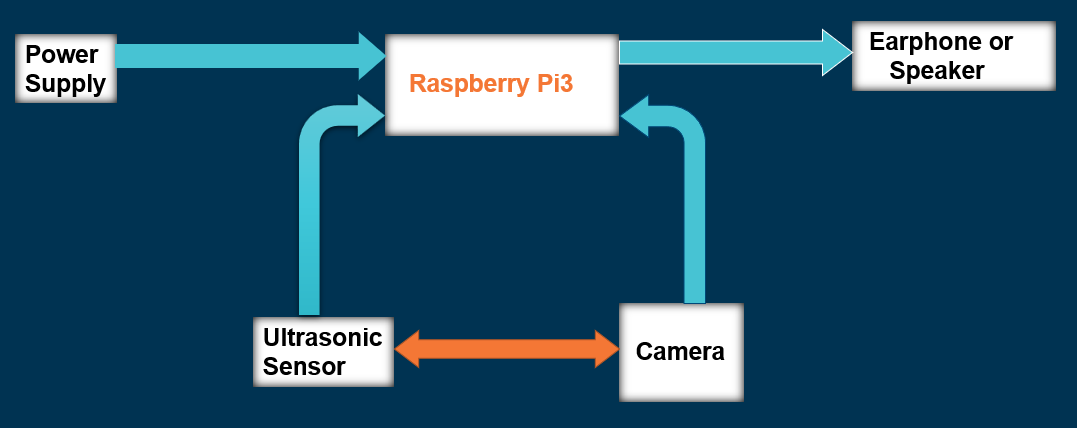 Power
Supply
Raspberry Pi3
Earphone or
Speaker
Ultrasonic
Sensor
Camera